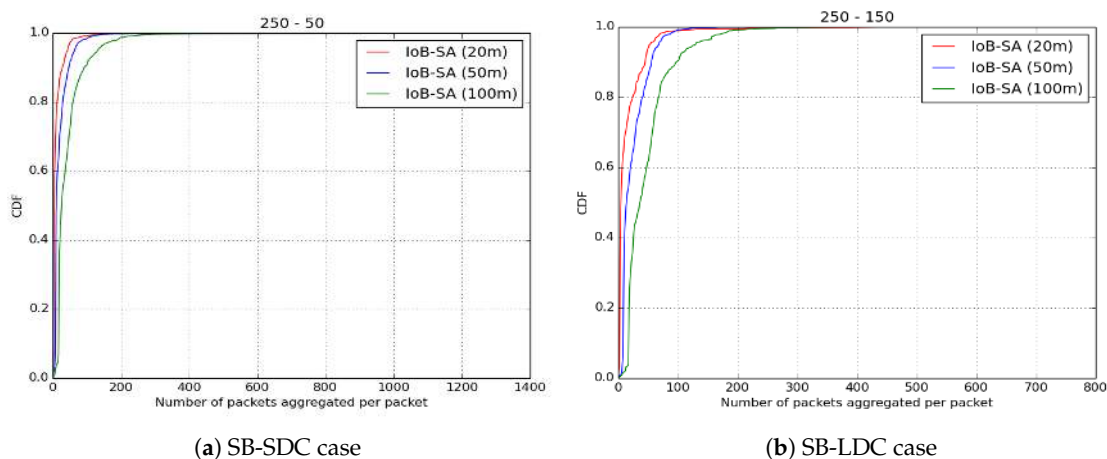 250 - 50
1.0
0.8
0.6
0.4
0.2
0.0
CDF
IoB-SA (20m)
IoB-SA (50m)
IoB-SA (100m)
0 200 400 600 800 1000 1200 1400
Number of packets aggregated per packet
(a) SB-SDC case
250 - 150
1.0
0.8
0.6
0.4
0.2
0.0
CDF
IoB-SA (20m)
IoB-SA (50m)
IoB-SA (100m)
0 100 200 300 400 500 600 700 800
Number of packets aggregated per packet
(b) SB-LDC case